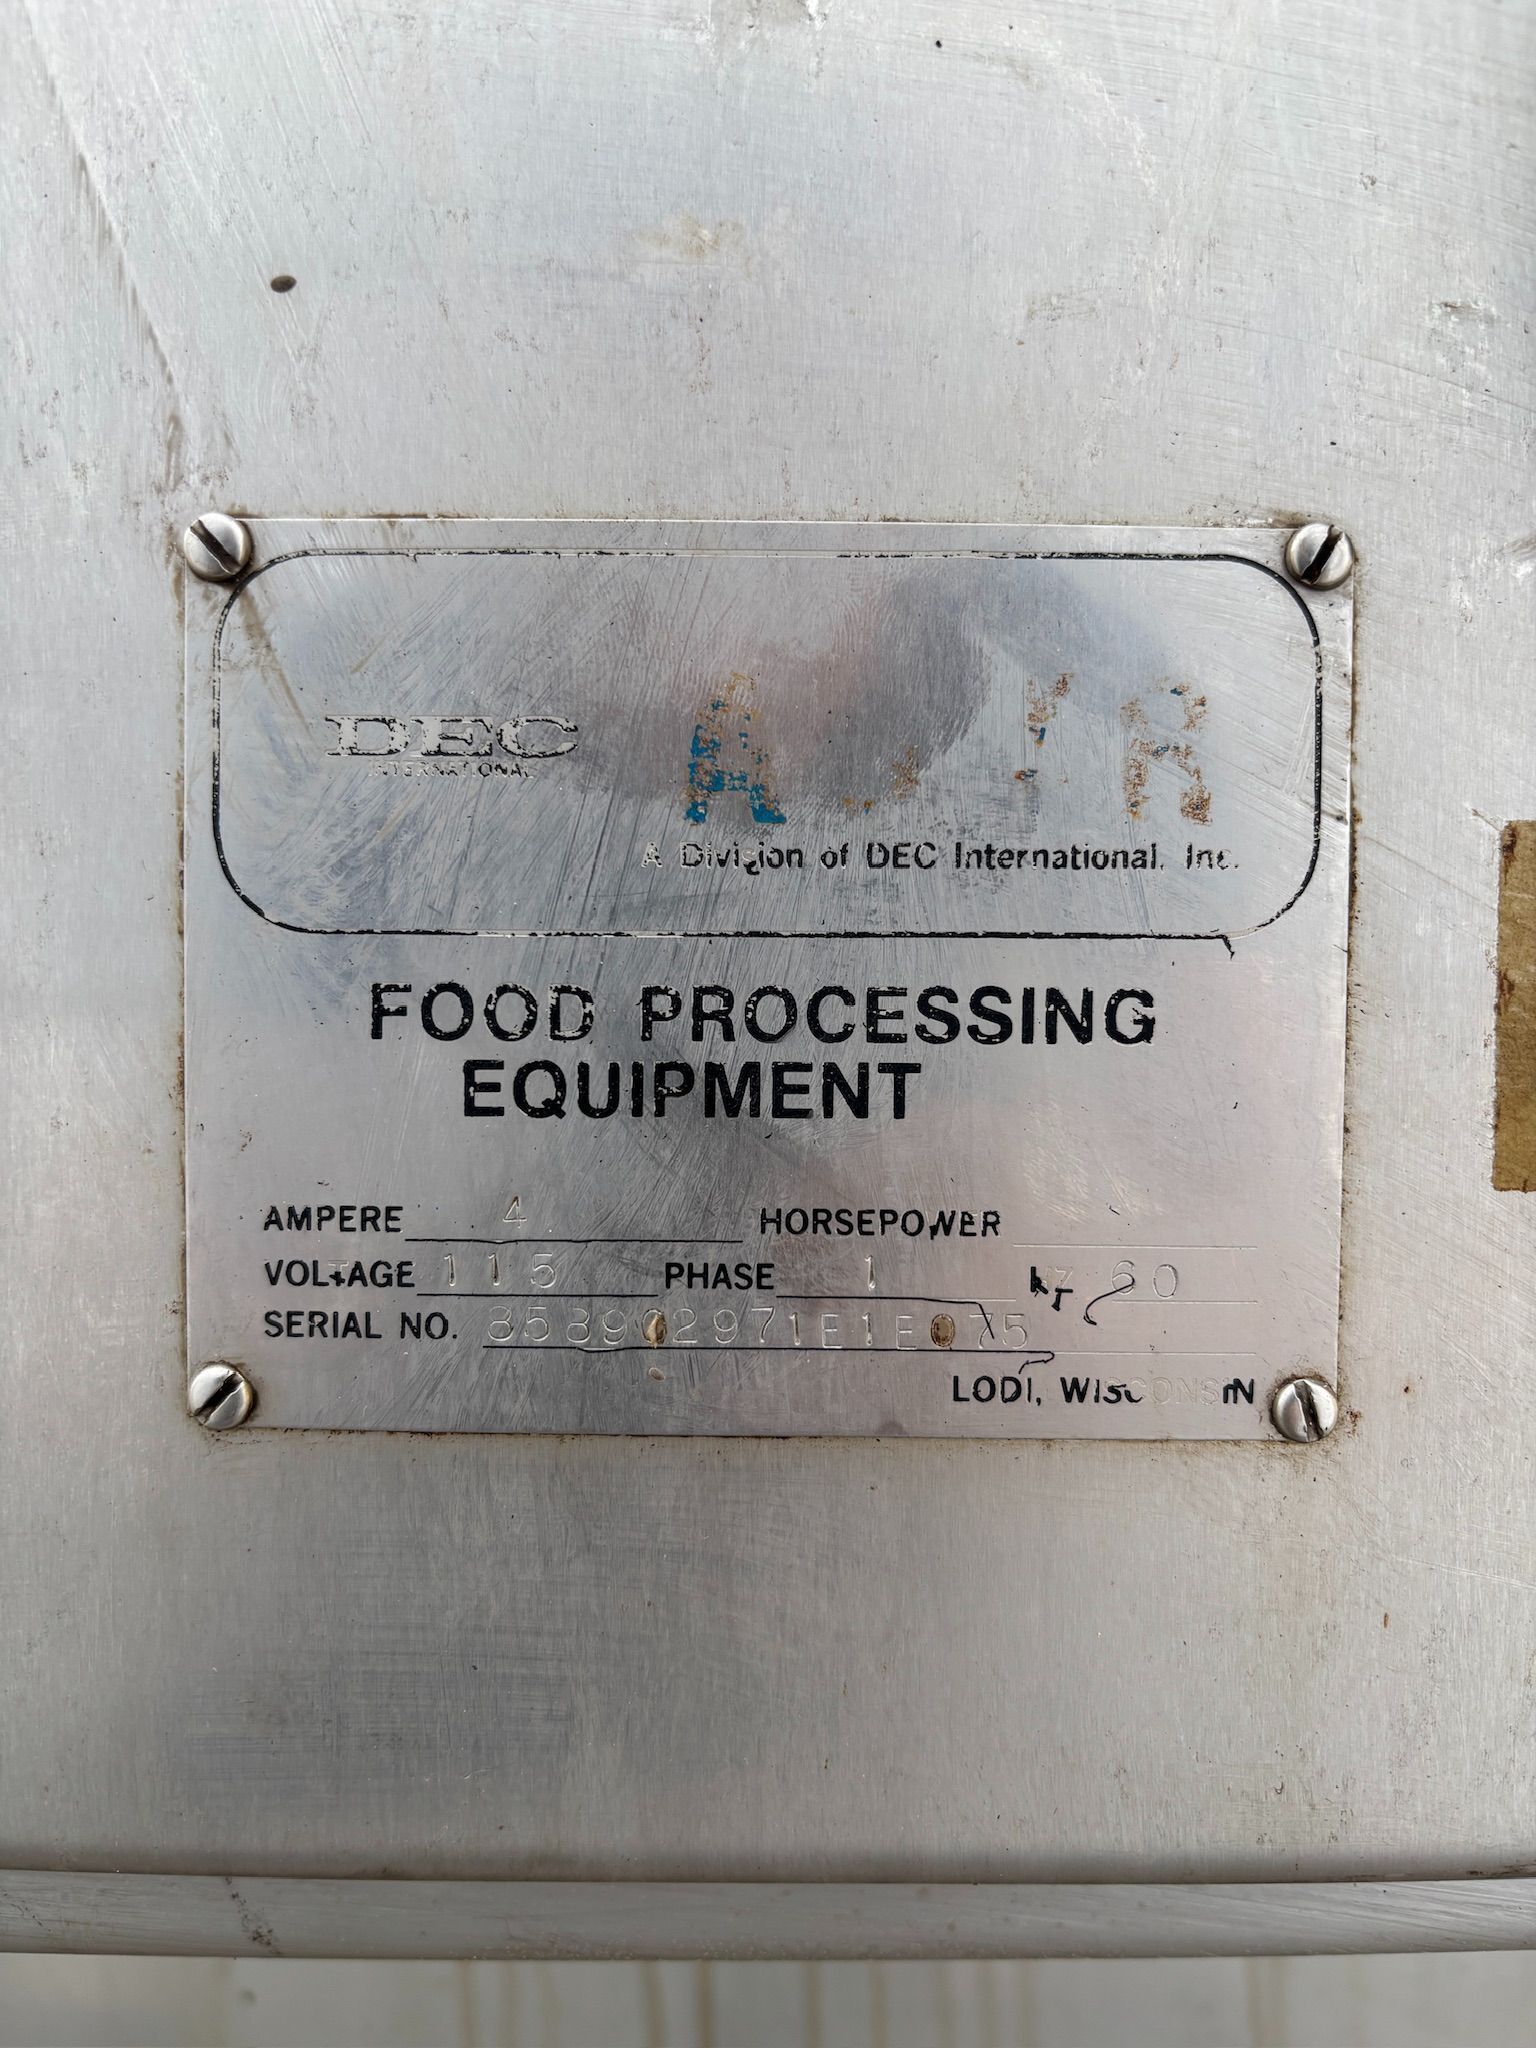 DEC
INTERNATIONAL
A Division of DEC International, Inc.
FOOD PROCESSING
EQUIPMENT
AMPERE 4 HORSEPOWER
VOLTAGE 115 PHASE 1 HZ 60
SERIAL NO.
LODI, WISCONSIN